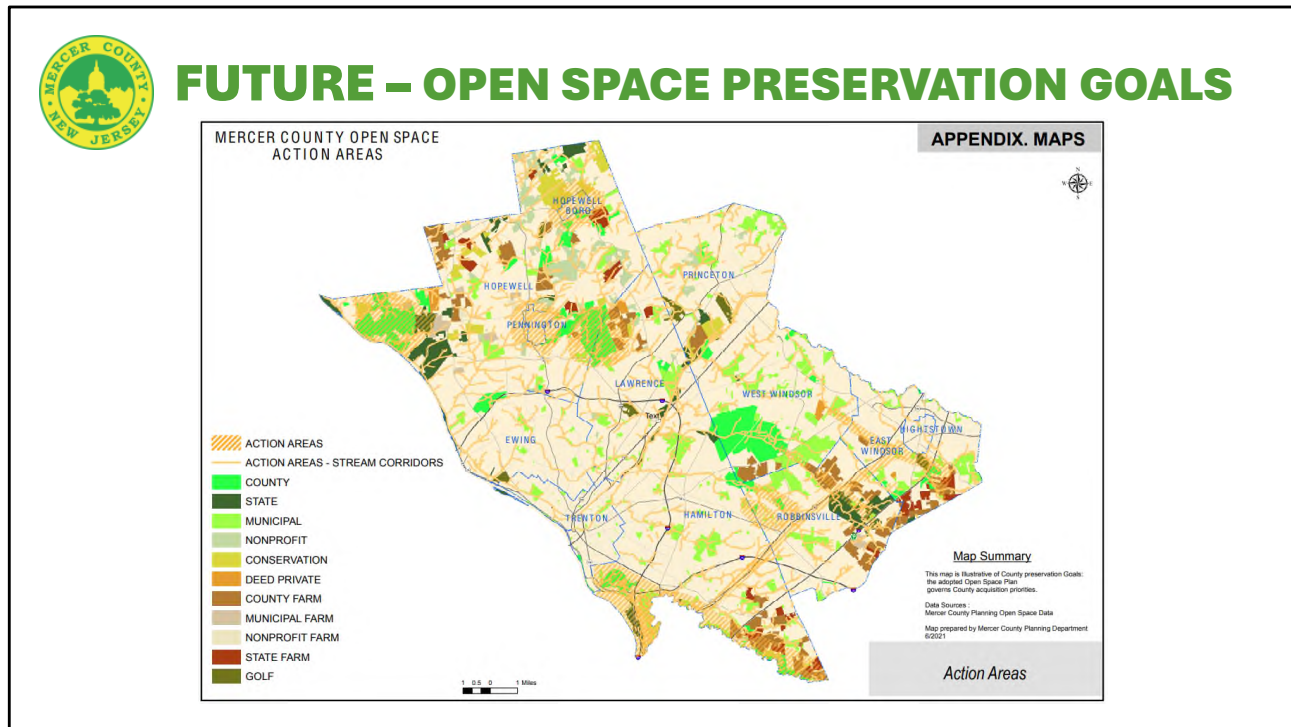 MERCER COUNTY
NEW JERSEY
FUTURE – OPEN SPACE PRESERVATION GOALS
MERCER COUNTY OPEN SPACE
ACTION AREAS
APPENDIX. MAPS
N
W
E
S
HOPEWELL
BORO
PRINCETON
HOPEWELL
PENNINGTON
LAWRENCE
WEST WINDSOR
Text
HIGHTSTOWN
EWING
EAST
WINDSOR
TRENTON
HAMILTON
ROBBINSVILLE
ACTION AREAS
ACTION AREAS - STREAM CORRIDORS
COUNTY
STATE
MUNICIPAL
NONPROFIT
CONSERVATION
DEED PRIVATE
COUNTY FARM
MUNICIPAL FARM
NONPROFIT FARM
STATE FARM
GOLF
1 0.5 0 1 Miles
Map Summary
This map is Illustrative of County preservation Goals:
the adopted Open Space Plan
governs County acquisition priorities.
Data Sources :
Mercer County Planning Open Space Data
Map prepared by Mercer County Planning Department
6/2021
Action Areas